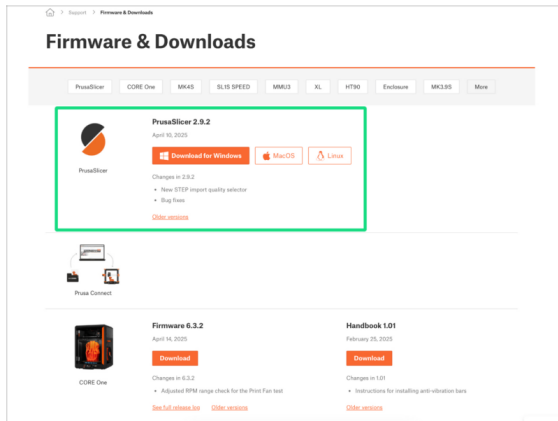 Support > Firmware & Downloads
Firmware & Downloads
PrusaSlicer CORE One MK4S SL1S SPEED MMU3 XL HT90 Enclosure MK3.9S More
PrusaSlicer
PrusaSlicer 2.9.2
April 10, 2025
Download for Windows MacOS Linux
Changes in 2.9.2
New STEP import quality selector
Bug fixes
Older versions
Prusa Connect
CORE One
Firmware 6.3.2
April 14, 2025
Download
Changes in 6.3.2
Adjusted RPM range check for the Print Fan test
See full release log Older versions
Handbook 1.01
February 25, 2025
Download
Changes in 1.01
Instructions for installing anti-vibration bars
Older versions